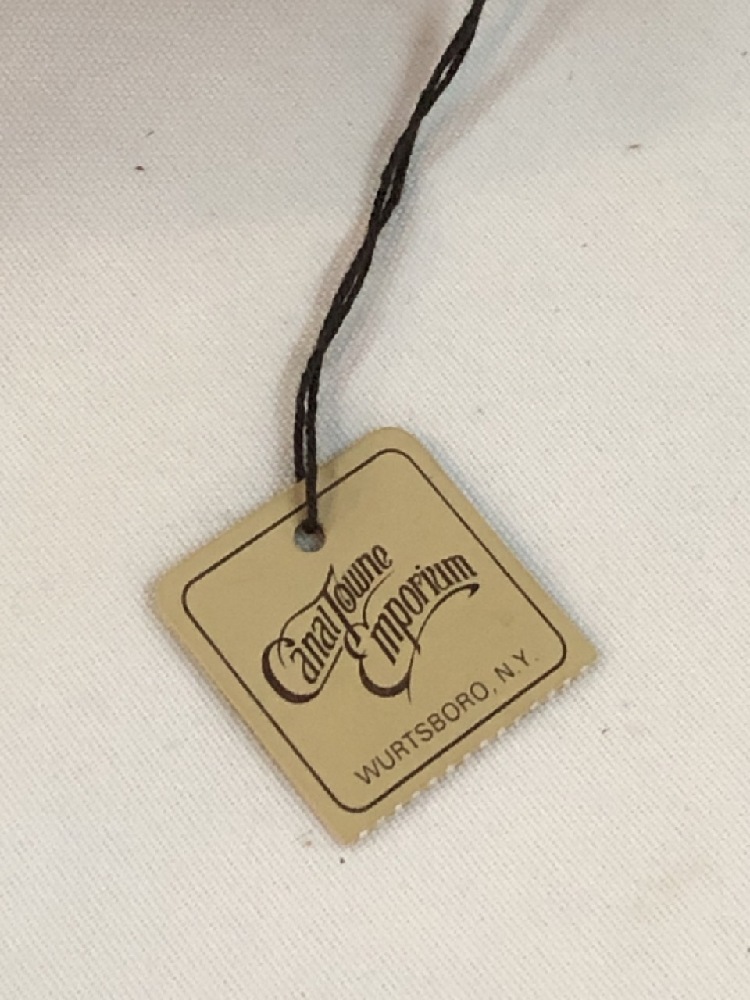 Canal Towne
Emporium
WURTSBORO, N.Y.